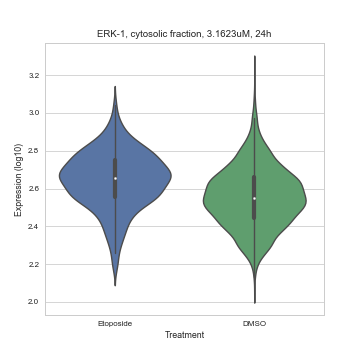 ERK-1, cytosolic fraction, 3.1623uM, 24h
3.2
3.0
2.8
2.6
2.4
2.2
2.0
Expression (log10)
Etoposide
DMSO
Treatment